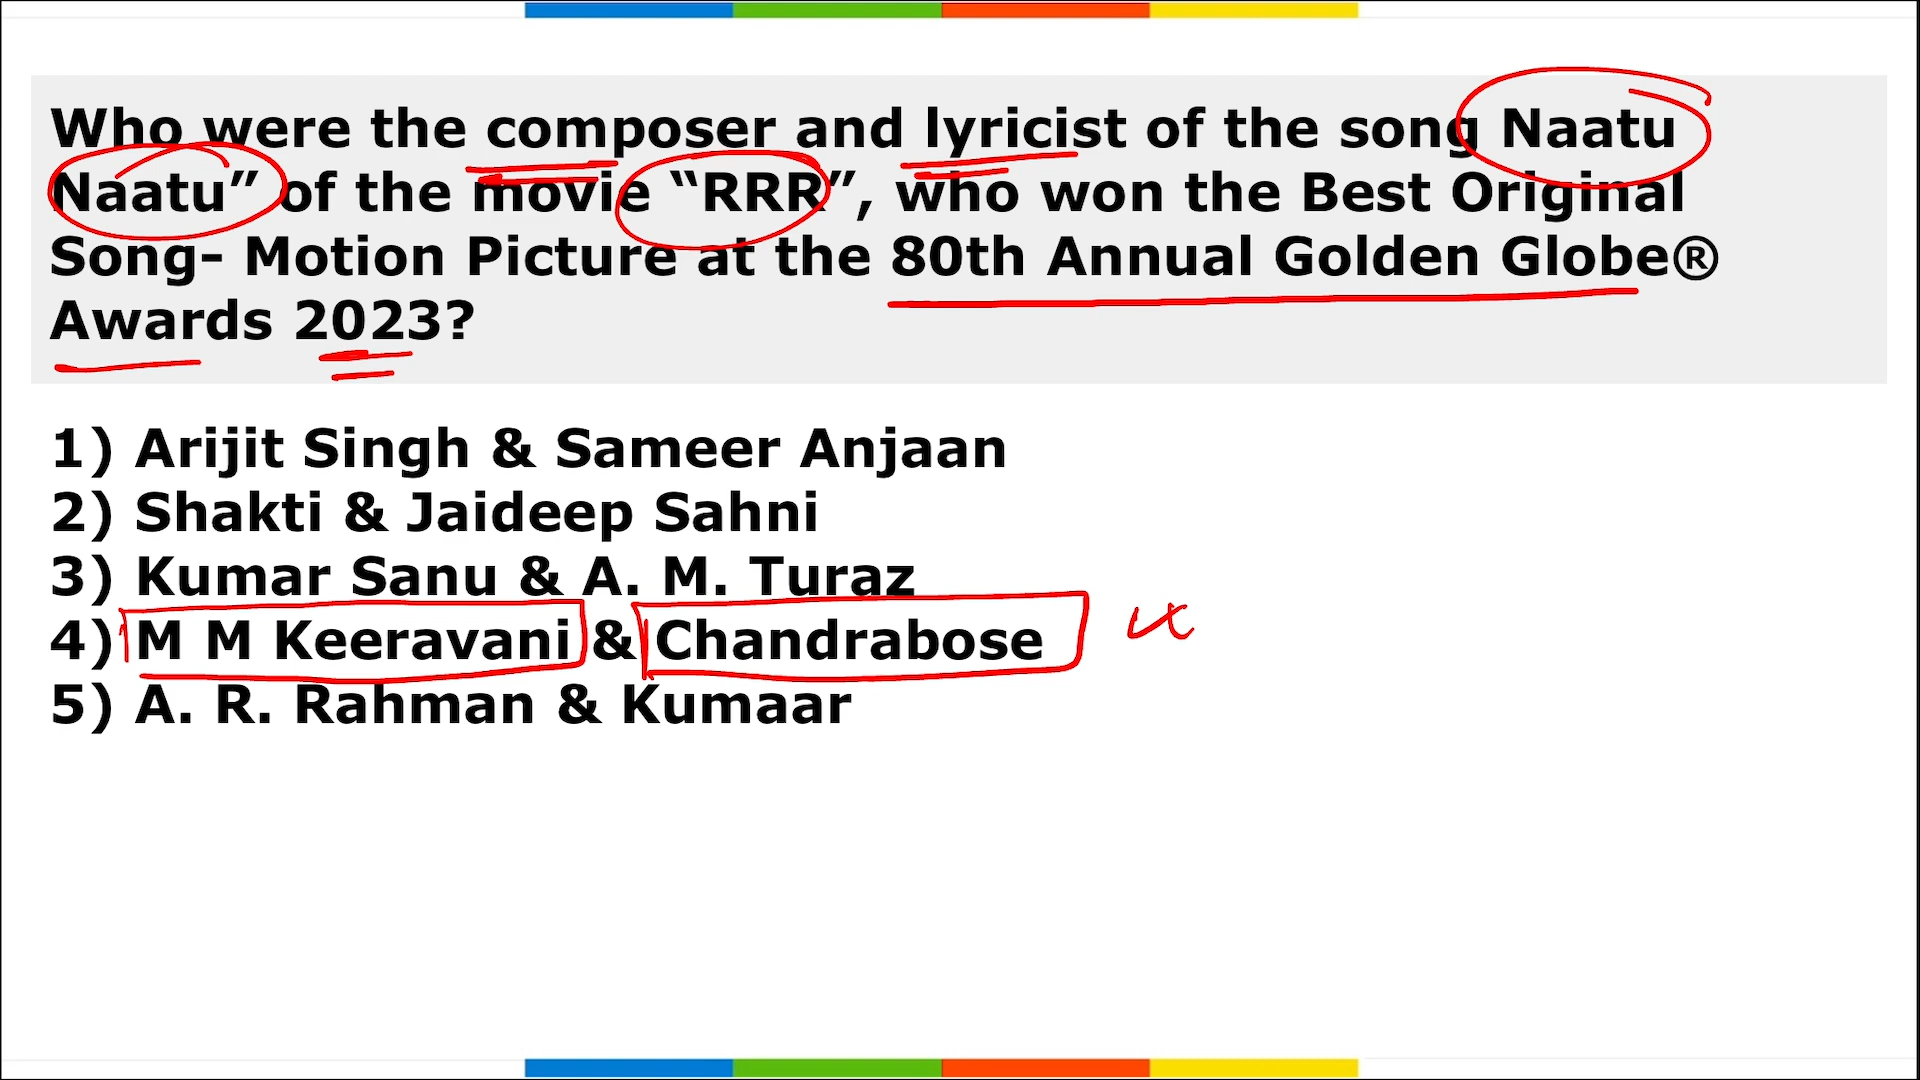 Who were the composer and lyricist of the song Naatu
Naatu” of the movie “RRR”, who won the Best Original
Song- Motion Picture at the 80th Annual Golden Globe®
Awards 2023?
1) Arijit Singh & Sameer Anjaan
2) Shakti & Jaideep Sahni
3) Kumar Sanu & A. M. Turaz
4) M M Keeravani & Chandrabose
5) A. R. Rahman & Kumaar